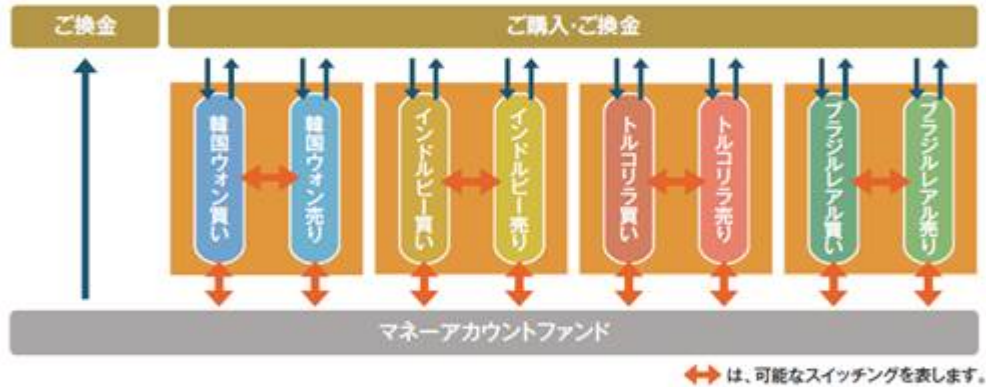 ご換金
ご購入・ご換金
韓国ウォン買い
韓国ウォン売り
インドルピー買い
インドルピー売り
トルコリラ買い
トルコリラ売り
ブラジルレアル買い
ブラジルレアル売り
マネーアカウントファンド
は、可能なスイッチングを表します。